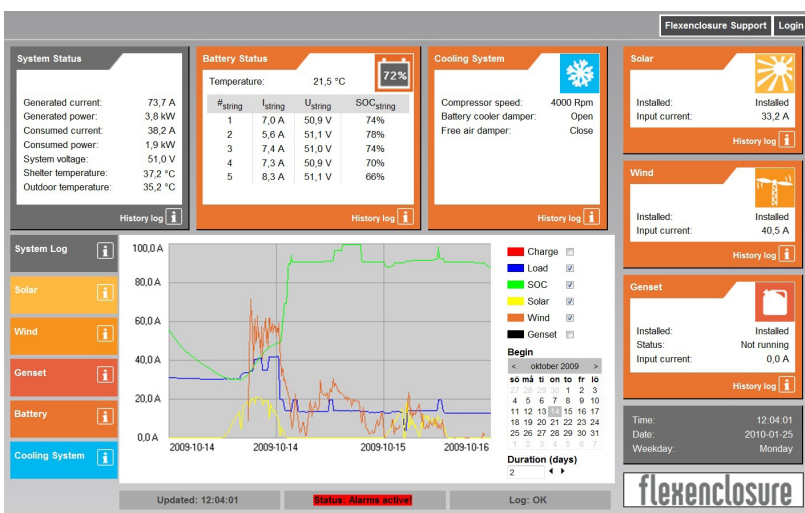 Flexenclosure Support Login
System Status
Generated current: 73,7 A
Generated power: 3,8 kW
Consumed current: 38,2 A
Consumed power: 1,9 kW
System voltage: 51,0 V
Shelter temperature: 37,2 °C
Outdoor temperature: 35,2 °C
History log i
Battery Status
72%
Temperature: 21,5 °C
#string Istring Ustring SOCstring
1 7,0 A 50,9 V 74%
2 5,6 A 51,1 V 78%
3 7,4 A 51,0 V 74%
4 7,3 A 50,9 V 70%
5 8,3 A 51,1 V 66%
History log i
Cooling System
Compressor speed: 4000 Rpm
Battery cooler damper: Open
Free air damper: Close
History log i
Solar
Installed: Installed
Input current: 33,2 A
History log i
Wind
Installed: Installed
Input current: 40,5 A
History log i
Genset
Installed: Installed
Status: Not running
Input current: 0,0 A
History log i
System Log i
Solar i
Wind i
Genset i
Battery i
Cooling System i
100,0 A
80,0 A
60,0 A
40,0 A
20,0 A
0,0 A
2009-10-14 2009-10-14 2009-10-15 2009-10-16
Charge
Load
SOC
Solar
Wind
Genset
Begin
< oktober 2009 >
sö må ti on to fr lö
27 28 29 30 1 2 3
4 5 6 7 8 9 10
11 12 13 14 15 16 17
18 19 20 21 22 23 24
25 26 27 28 29 30 31
1 2 3 4 5 6 7
Duration (days)
2
Time: 12:04:01
Date: 2010-01-25
Weekday: Monday
Updated: 12:04:01 Status: Alarms active! Log: OK
flexenclosure